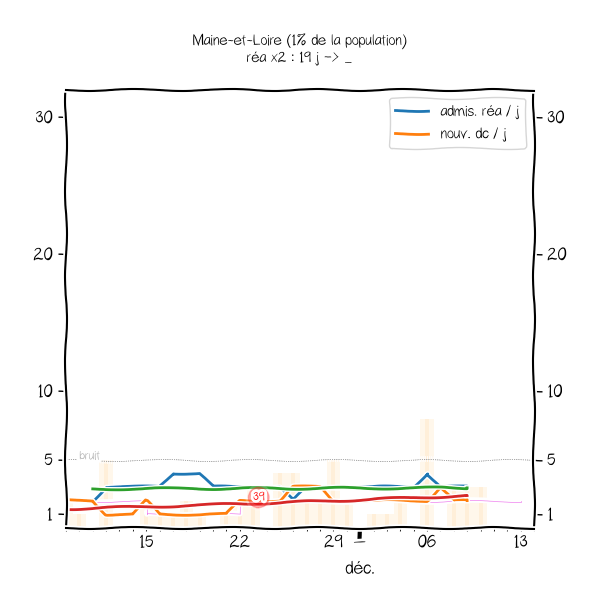 Maine-et-Loire (1% de la population)
réa x2 : 19 j -> _
admis. réa / j
nouv. dc / j
30
30
20
20
10
10
bruit
5
5
39
1
1
15
22
29
06
13
déc.